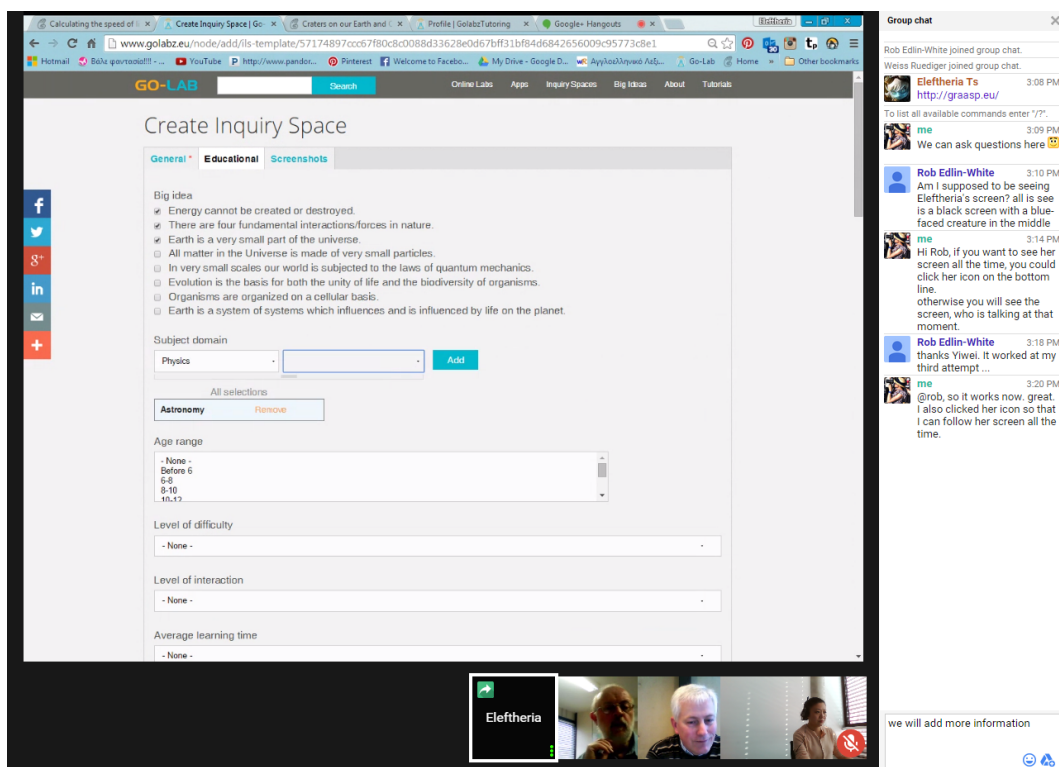 Calculating the speed of l
Create Inquiry Space | Go-
Craters on our Earth and O
Profile | GolabzTutoring
Google+ Hangouts
Eleftheria
www.golabz.eu/node/add/ils-template/57174897ccc67f80c8c0088d33628e0d67bff31bf84d6842656009c95773c8e1
Hotmail
YouTube
http://www.pandor...
Pinterest
Welcome to Facebo...
My Drive - Google D...
Go-Lab
Home
»
Other bookmarks
GO-LAB
Search
Online Labs
Apps
Inquiry Spaces
Big Ideas
About
Tutorials
Create Inquiry Space
General *
Educational
Screenshots
Big idea
Energy cannot be created or destroyed.
There are four fundamental interactions/forces in nature.
Earth is a very small part of the universe.
All matter in the Universe is made of very small particles.
In very small scales our world is subjected to the laws of quantum mechanics.
Evolution is the basis for both the unity of life and the biodiversity of organisms.
Organisms are organized on a cellular basis.
Earth is a system of systems which influences and is influenced by life on the planet.
Subject domain
Physics
Add
All selections
Astronomy
Remove
Age range
- None -
Before 6
6-8
8-10
10-12
Level of difficulty
- None -
Level of interaction
- None -
Average learning time
- None -
Eleftheria
Group chat
Rob Edlin-White joined group chat.
Weiss Ruediger joined group chat.
Eleftheria Ts 3:08 PM
http://graasp.eu/
To list all available commands enter "/?".
me 3:09 PM
We can ask questions here
Rob Edlin-White 3:10 PM
Am I supposed to be seeing
Eleftheria's screen? all is see
is a black screen with a blue-
faced creature in the middle
me 3:14 PM
Hi Rob, if you want to see her
screen all the time, you could
click her icon on the bottom
line.
otherwise you will see the
screen, who is talking at that
moment.
Rob Edlin-White 3:18 PM
thanks Yiwei. It worked at my
third attempt ...
me 3:20 PM
@rob, so it works now. great.
I also clicked her icon so that
I can follow her screen all the
time.
we will add more information